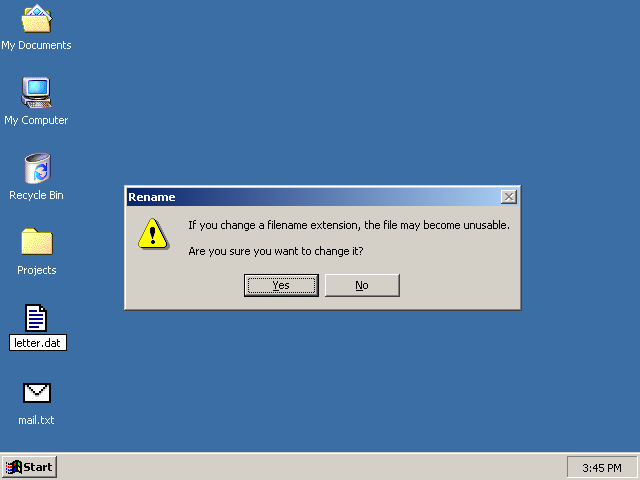 My Documents
My Computer
Recycle Bin
Projects
letter.dat
mail.txt
Rename
If you change a filename extension, the file may become unusable.
Are you sure you want to change it?
Yes
No
Start
3:45 PM